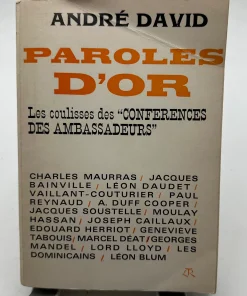 ANDRÉ DAVID
PAROLES
D'OR
Les coulisses des "CONFERENCES
DES AMBASSADEURS"
CHARLES MAURRAS / JACQUES
BAINVILLE / LÉON DAUDET /
VAILLANT-COUTURIER / PAUL
REYNAUD / A. DUFF COOPER /
JACQUES SOUSTELLE / MOULAY
HASSAN / JOSEPH CAILLAUX /
EDOUARD HERRIOT / GENEVIEVE
TABOUIS / MARCEL DÉAT / GEORGES
MANDEL / LORD LLOYD / LES
DOMINICAINS / LÉON BLUM